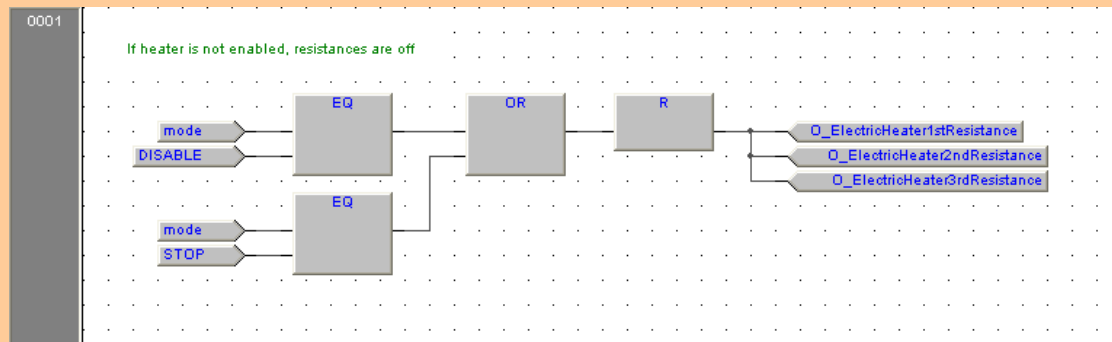 0001
If heater is not enabled, resistances are off
EQ
OR
R
mode
O_ElectricHeater1stResistance
DISABLE
O_ElectricHeater2ndResistance
O_ElectricHeater3rdResistance
EQ
mode
STOP